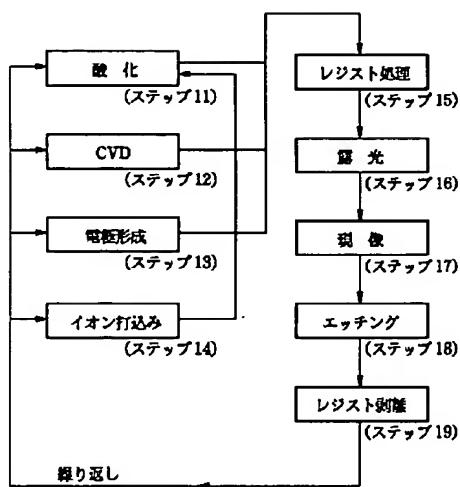 酸 化
(ステップ11)
CVD
(ステップ12)
電極形成
(ステップ13)
イオン打込み
(ステップ14)
レジスト処理
(ステップ15)
露 光
(ステップ16)
現 像
(ステップ17)
エッチング
(ステップ18)
レジスト剥離
(ステップ19)
繰り返し